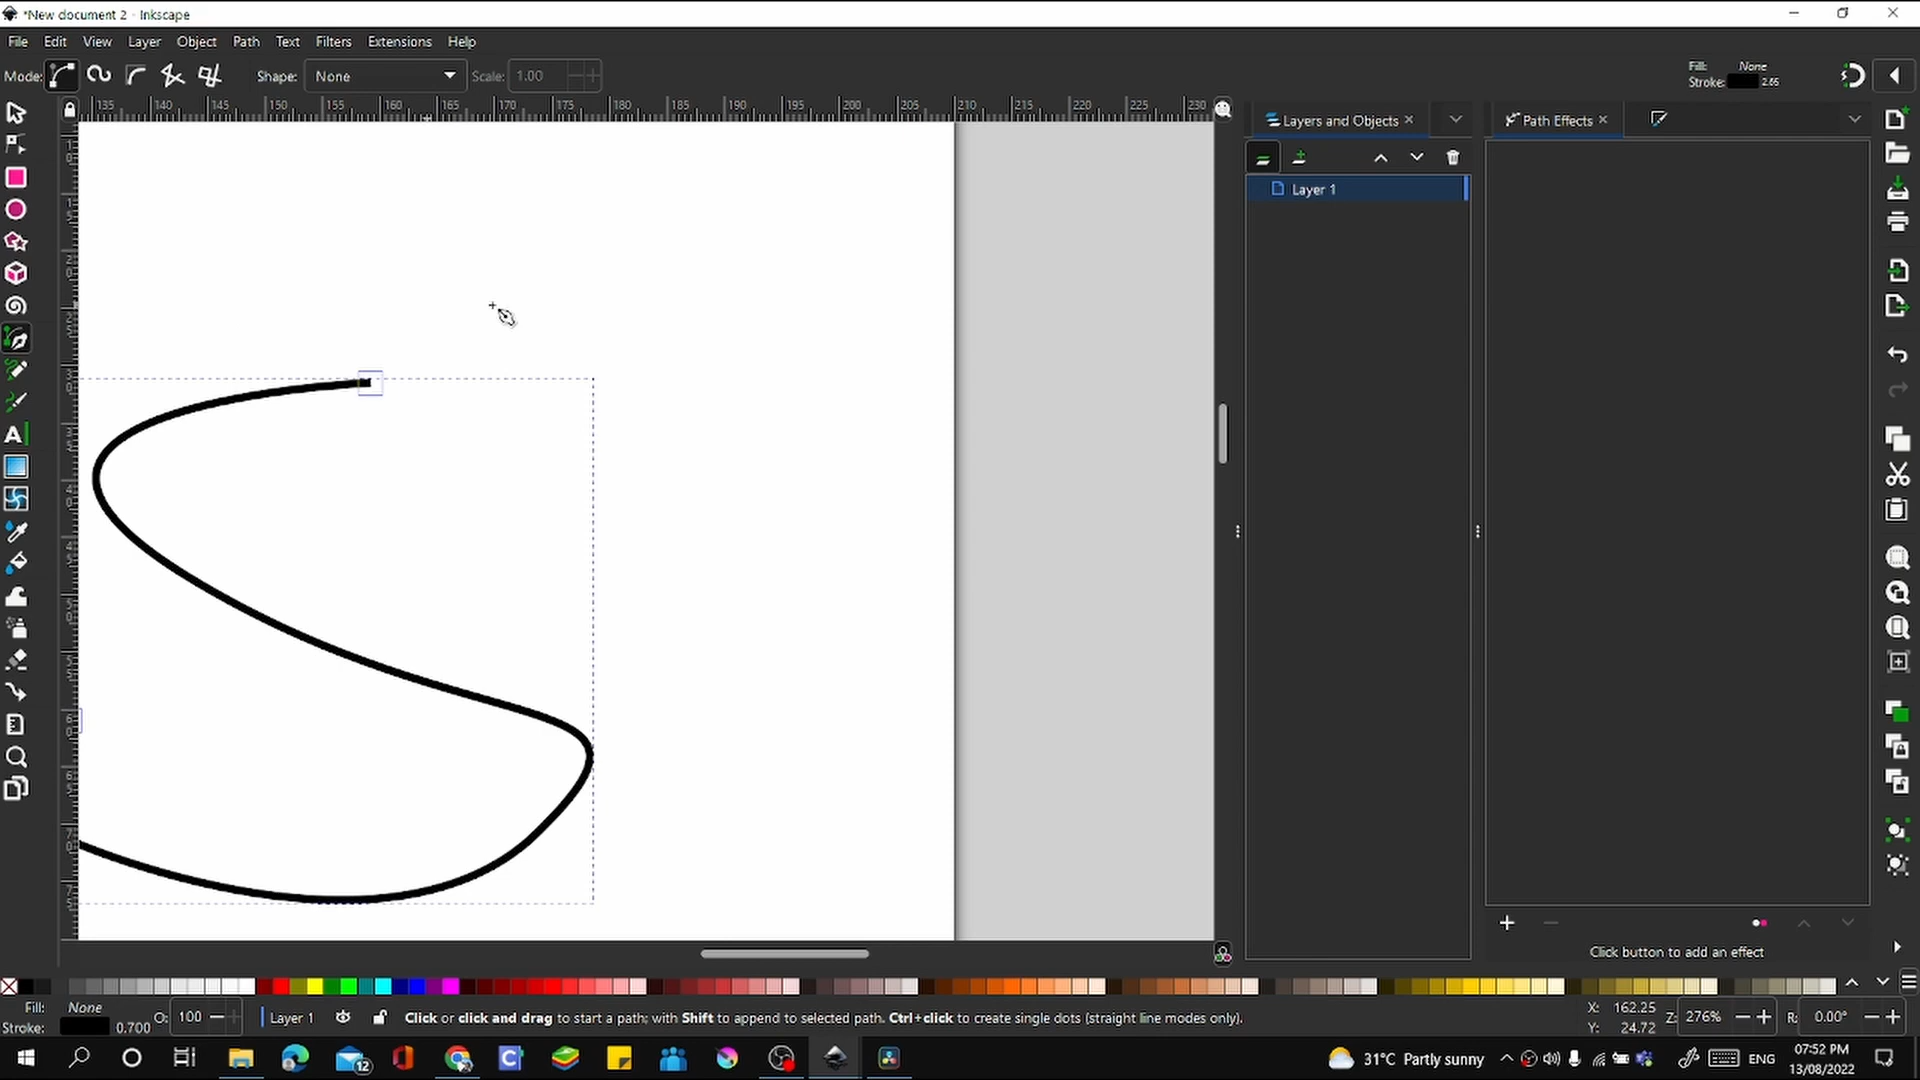 *New document 2 - Inkscape
File Edit View Layer Object Path Text Filters Extensions Help
Mode: Shape: None Scale: 1.00
Fill: None
Stroke: 2.65
135 140 145 150 155 160 165 170 175 180 185 190 195 200 205 210 215 220 225 230
Layers and Objects
Path Effects
Layer 1
A
Click button to add an effect
Fill: None
Stroke: 0.700
O: 100
Layer 1
Click or click and drag to start a path; with Shift to append to selected path. Ctrl+click to create single dots (straight line modes only).
X: 162.25
Y: 24.72
Z: 276%
R: 0.00°
12
31°C Partly sunny
ENG
07:52 PM
13/08/2022